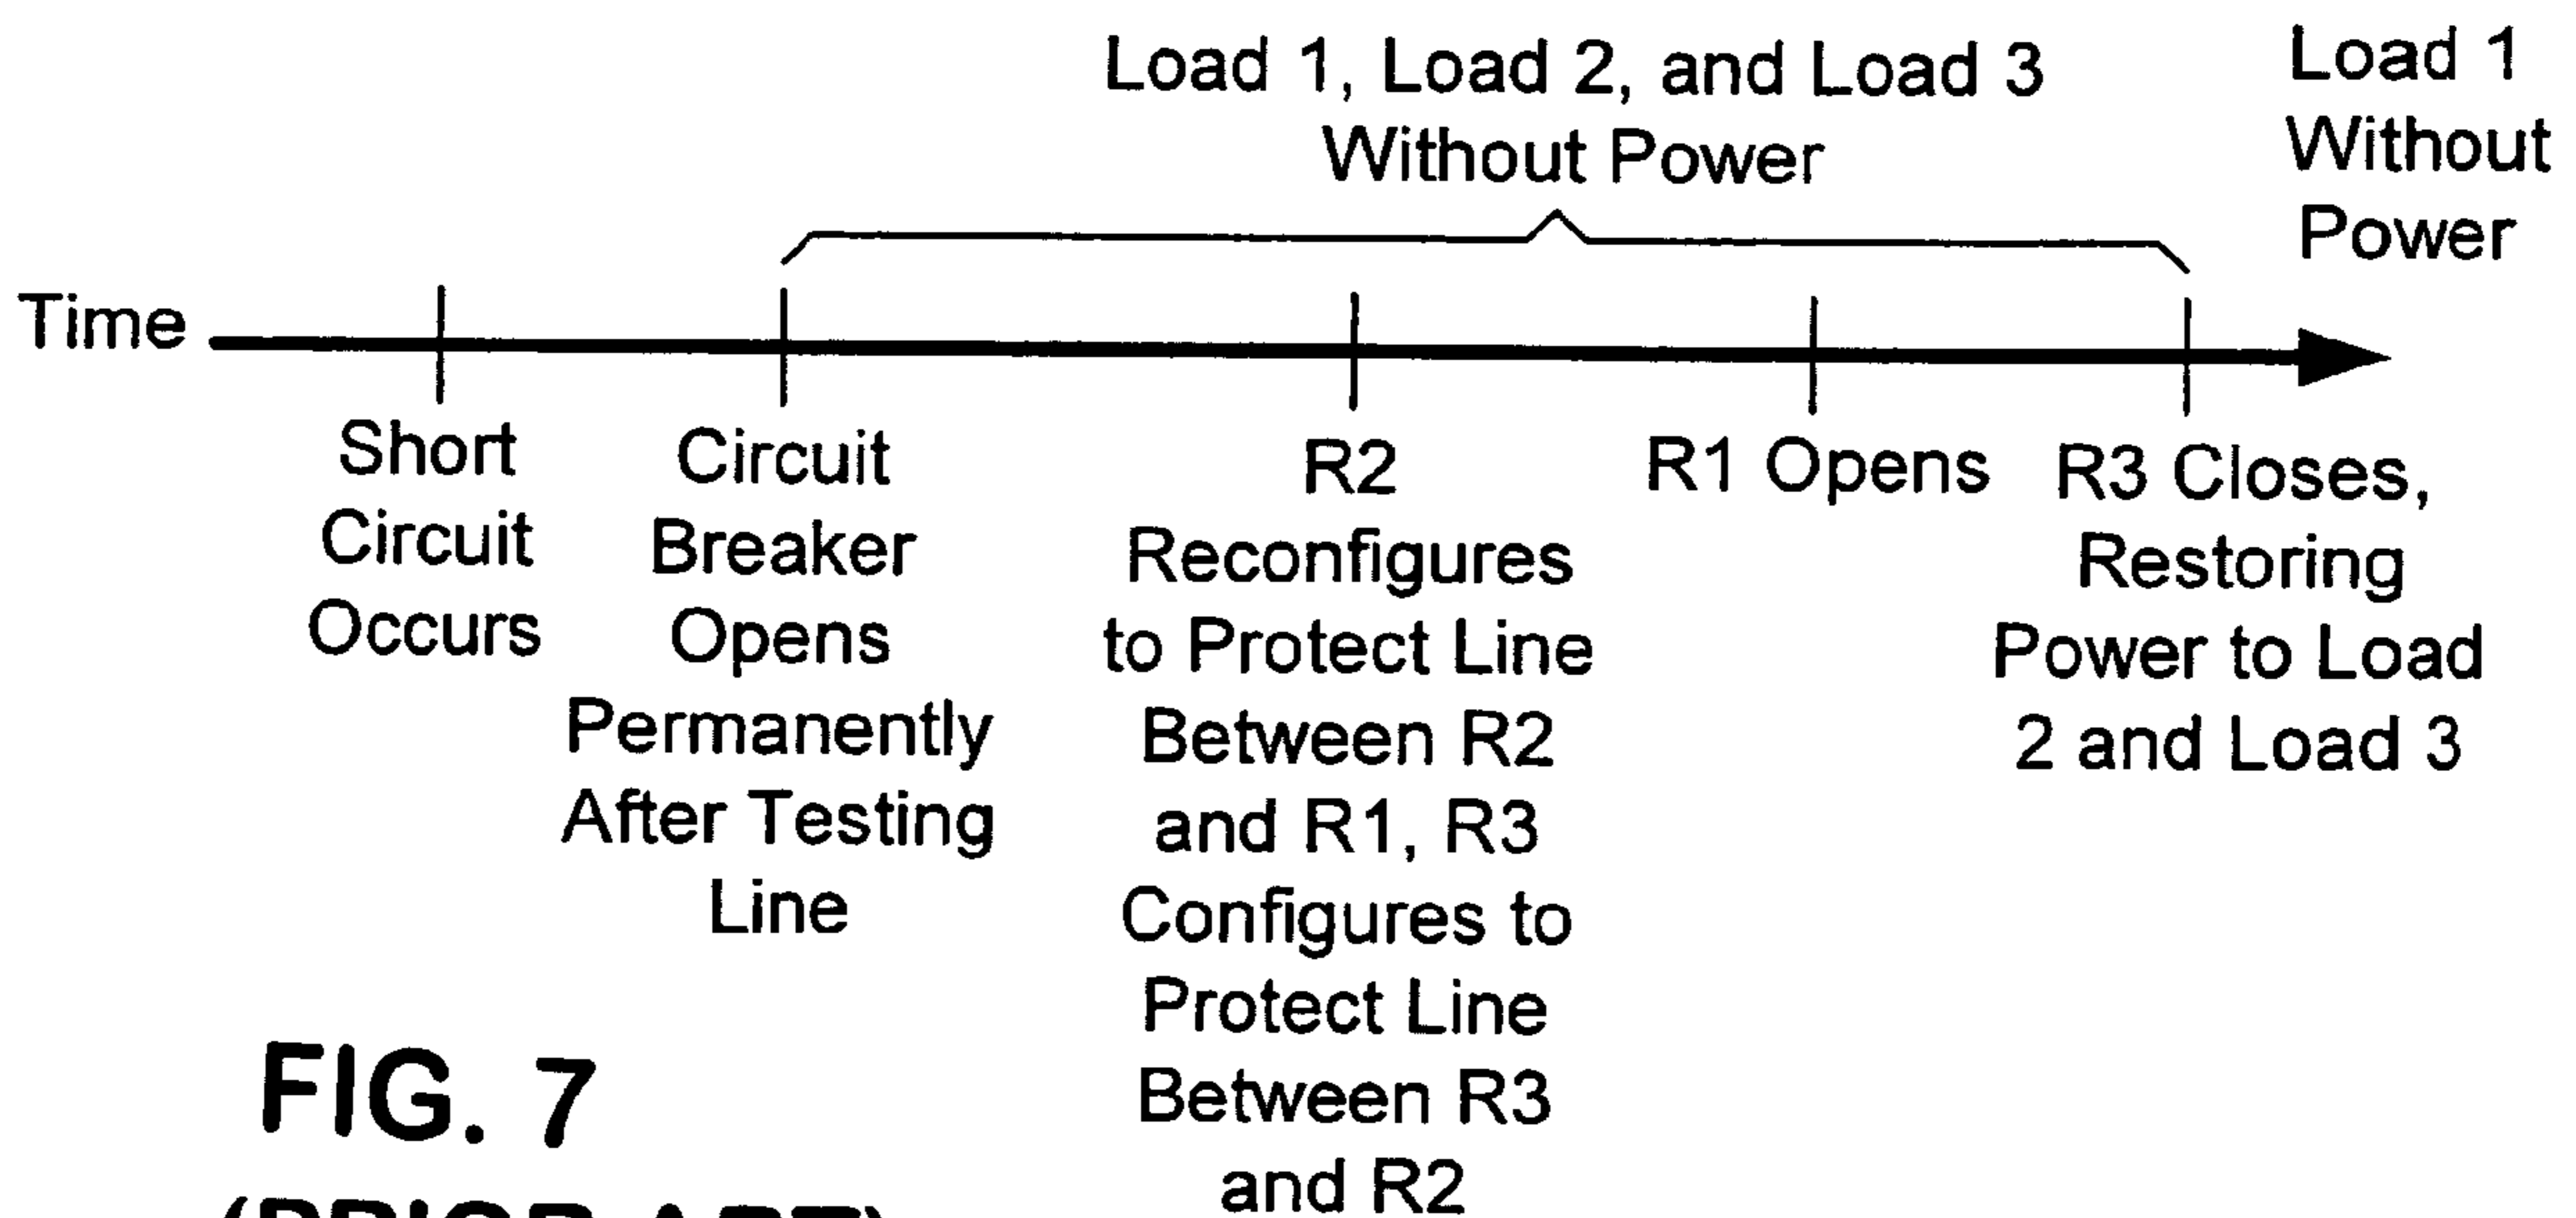 Load 1, Load 2, and Load 3
Without Power
Load 1
Without
Power
Time
Short
Circuit
Occurs
Circuit
Breaker
Opens
Permanently
After Testing
Line
R2
Reconfigures
to Protect Line
Between R2
and R1, R3
Configures to
Protect Line
Between R3
and R2
R1 Opens
R3 Closes,
Restoring
Power to Load
2 and Load 3
FIG. 7
(PRIOR ART)